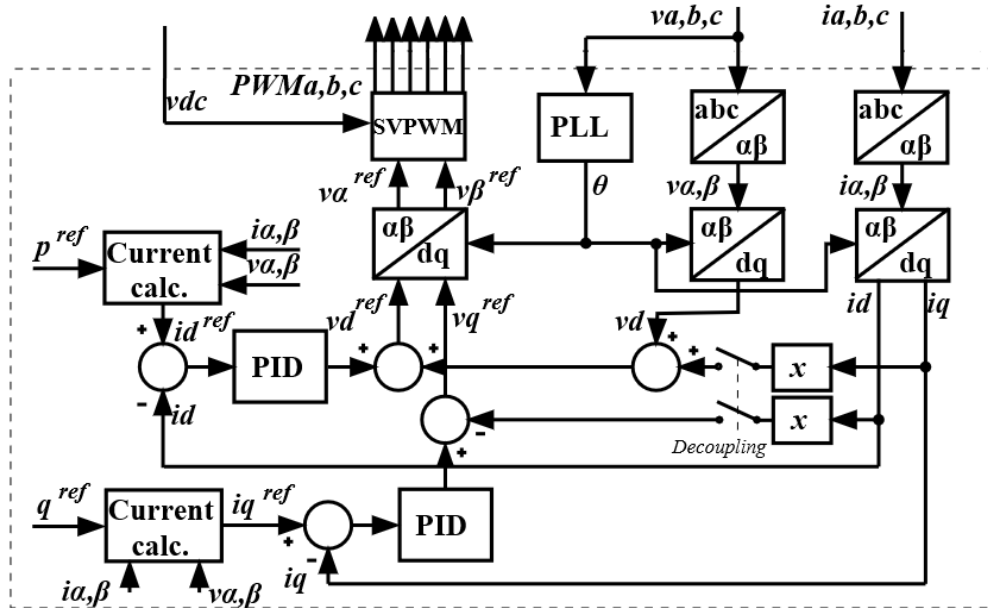 va,b,c
ia,b,c
vdc
PWMa,b,c
SVPWM
PLL
abc
αβ
abc
αβ
vα ref
vβ ref
θ
vα,β
iα,β
αβ
dq
αβ
dq
αβ
dq
p ref
Current
calc.
iα,β
vα,β
id ref
vd ref
vq ref
vd
id
iq
+
-
PID
+
+
+
+
x
x
id
-
+
Decoupling
q ref
Current
calc.
iq ref
+
-
PID
iα,β
vα,β
iq